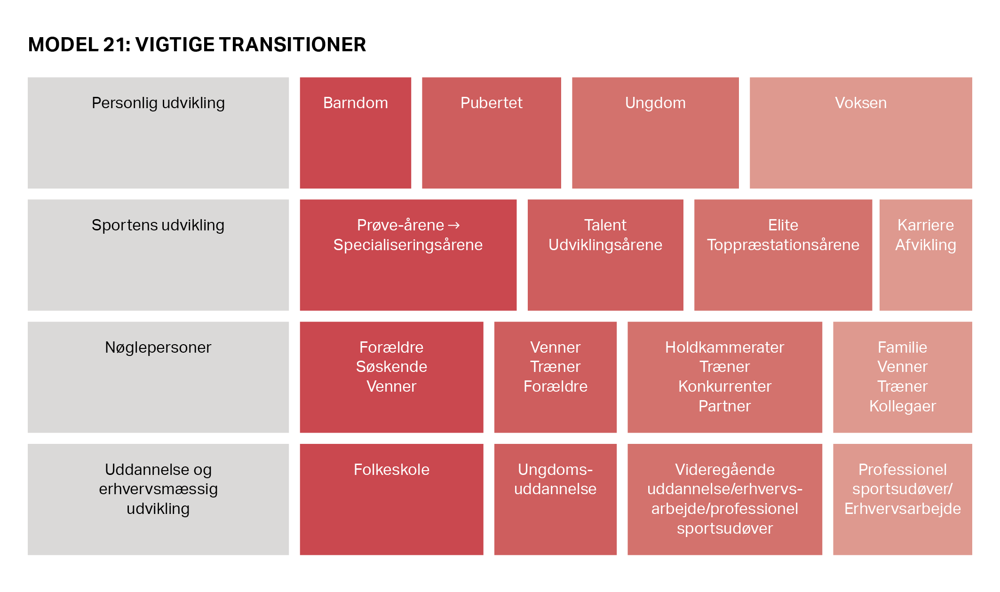 MODEL 21: VIGTIGE TRANSITIONER
Personlig udvikling
Barndom
Pubertet
Ungdom
Voksen
Sportens udvikling
Prøve-årene →
Specialiseringsårene
Talent
Udviklingsårene
Elite
Toppræstationsårene
Karriere
Afvikling
Nøglepersoner
Forældre
Søskende
Venner
Venner
Træner
Forældre
Holdkammerater
Træner
Konkurrenter
Partner
Familie
Venner
Træner
Kollegaer
Uddannelse og
erhvervsmæssig
udvikling
Folkeskole
Ungdoms-
uddannelse
Videregående
uddannelse/erhvervs-
arbejde/professionel
sportsudøver
Professionel
sportsudøver/
Erhvervsarbejde